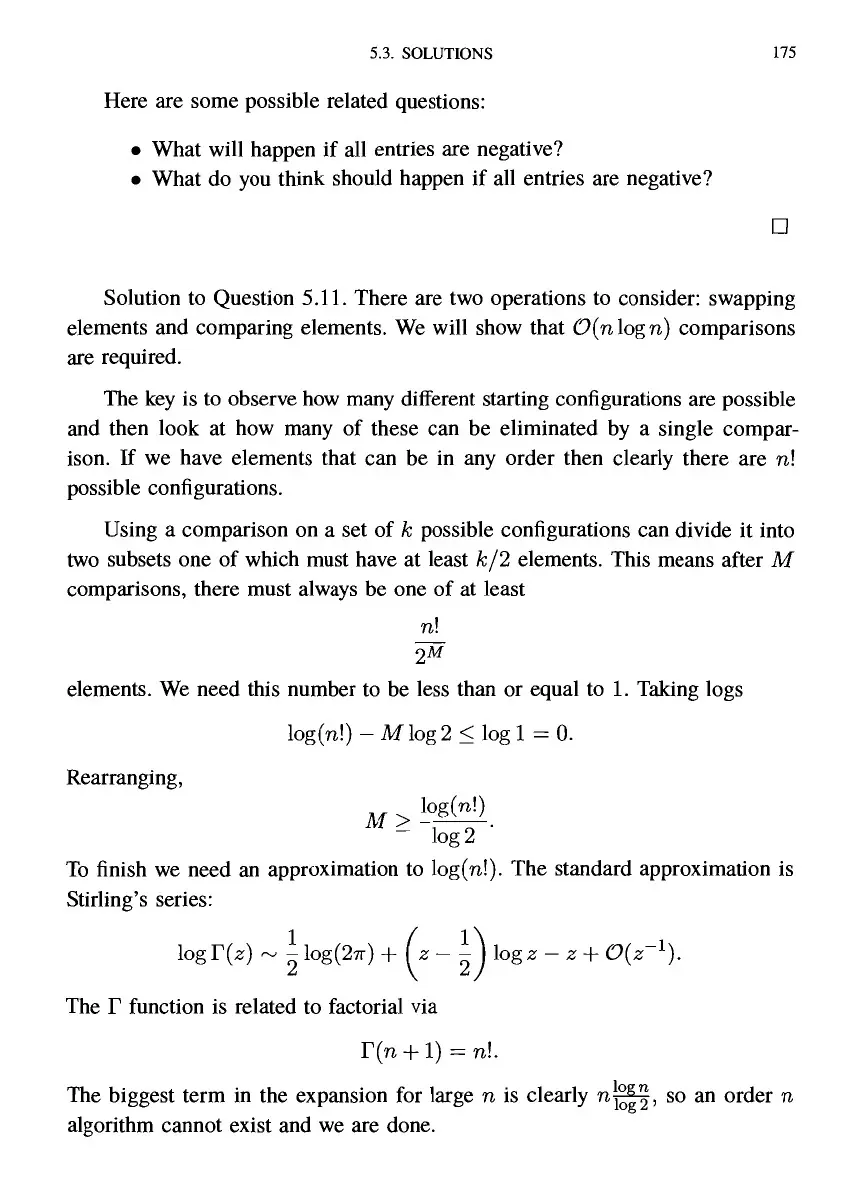 5.3. SOLUTIONS 175
Here are some possible related questions:
• What will happen if all entries are negative?
• What do you think should happen if all entries are negative?
□
Solution to Question 5.11. There are two operations to consider: swapping
elements and comparing elements. We will show that 𝒪(n log n) comparisons
are required.
The key is to observe how many different starting configurations are possible
and then look at how many of these can be eliminated by a single compar-
ison. If we have elements that can be in any order then clearly there are n!
possible configurations.
Using a comparison on a set of k possible configurations can divide it into
two subsets one of which must have at least k/2 elements. This means after M
comparisons, there must always be one of at least
n!/2^M
elements. We need this number to be less than or equal to 1. Taking logs
log(n!) − M log 2 ≤ log 1 = 0.
Rearranging,
M ≥ log(n!)/log 2.
To finish we need an approximation to log(n!). The standard approximation is
Stirling's series:
log Γ(z) ∼ 1/2 log(2π) + (z − 1/2) log z − z + 𝒪(z^−1).
The Γ function is related to factorial via
Γ(n + 1) = n!.
The biggest term in the expansion for large n is clearly n log n/log 2, so an order n
algorithm cannot exist and we are done.